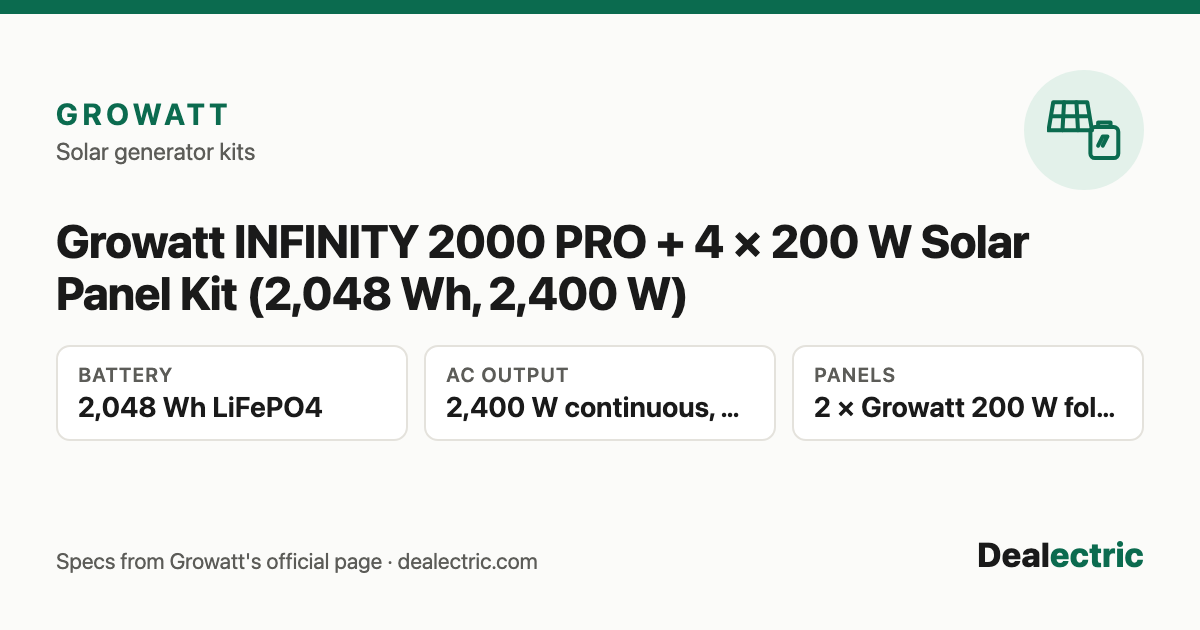 GROWATT
Solar generator kits
Growatt INFINITY 2000 PRO + 4 × 200 W Solar
Panel Kit (2,048 Wh, 2,400 W)
BATTERY
2,048 Wh LiFePO4
AC OUTPUT
2,400 W continuous, ...
PANELS
2 × Growatt 200 W fol...
Specs from Growatt's official page · dealectric.com
Dealectric